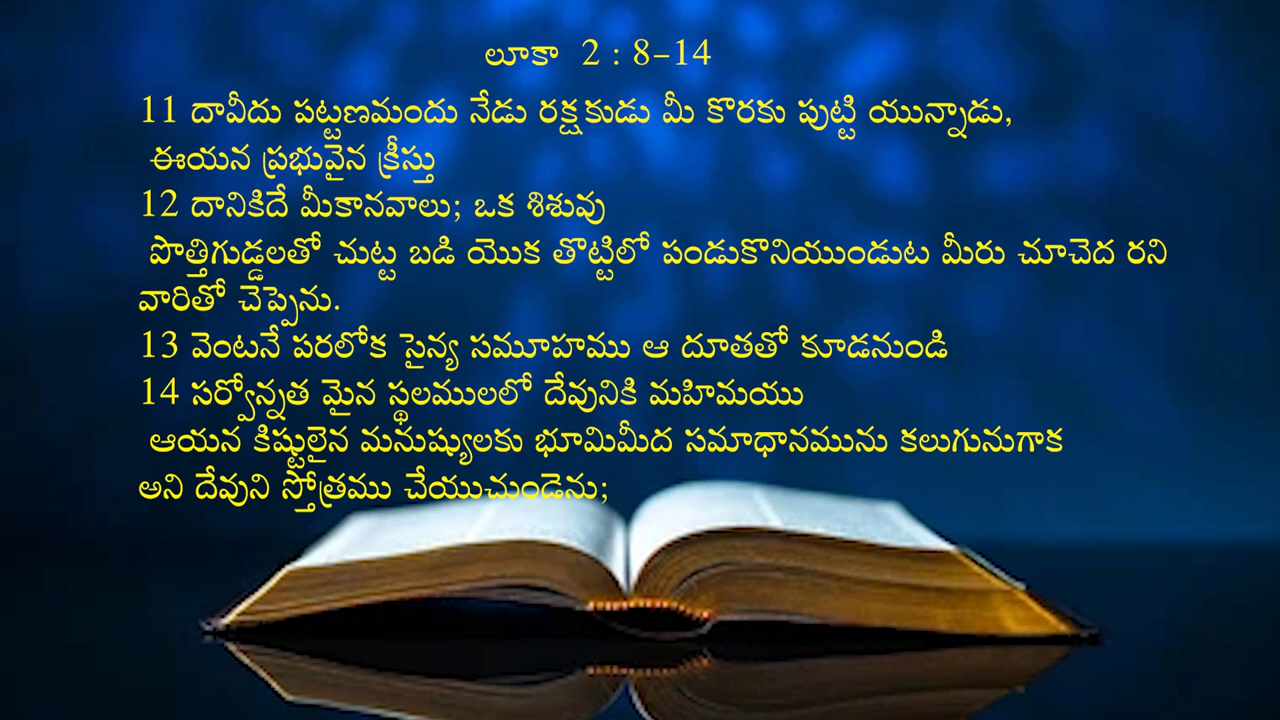 లూకా 2 : 8-14
11 దావీదు పట్టణమందు నేడు రక్షకుడు మీ కొరకు పుట్టి యున్నాడు,
ఈయన ప్రభువైన క్రీస్తు
12 దానికిదే మీకానవాలు; ఒక శిశువు
పొత్తిగుడ్డలతో చుట్ట బడి యొక తొట్టిలో పండుకొనియుండుట మీరు చూచెద రని
వారితో చెప్పెను.
13 వెంటనే పరలోక సైన్య సమూహము ఆ దూతతో కూడనుండి
14 సర్వోన్నత మైన స్థలములలో దేవునికి మహిమయు
ఆయన కిష్టులైన మనుష్యులకు భూమిమీద సమాధానమును కలుగునుగాక
అని దేవుని స్తోత్రము చేయుచుండెను;